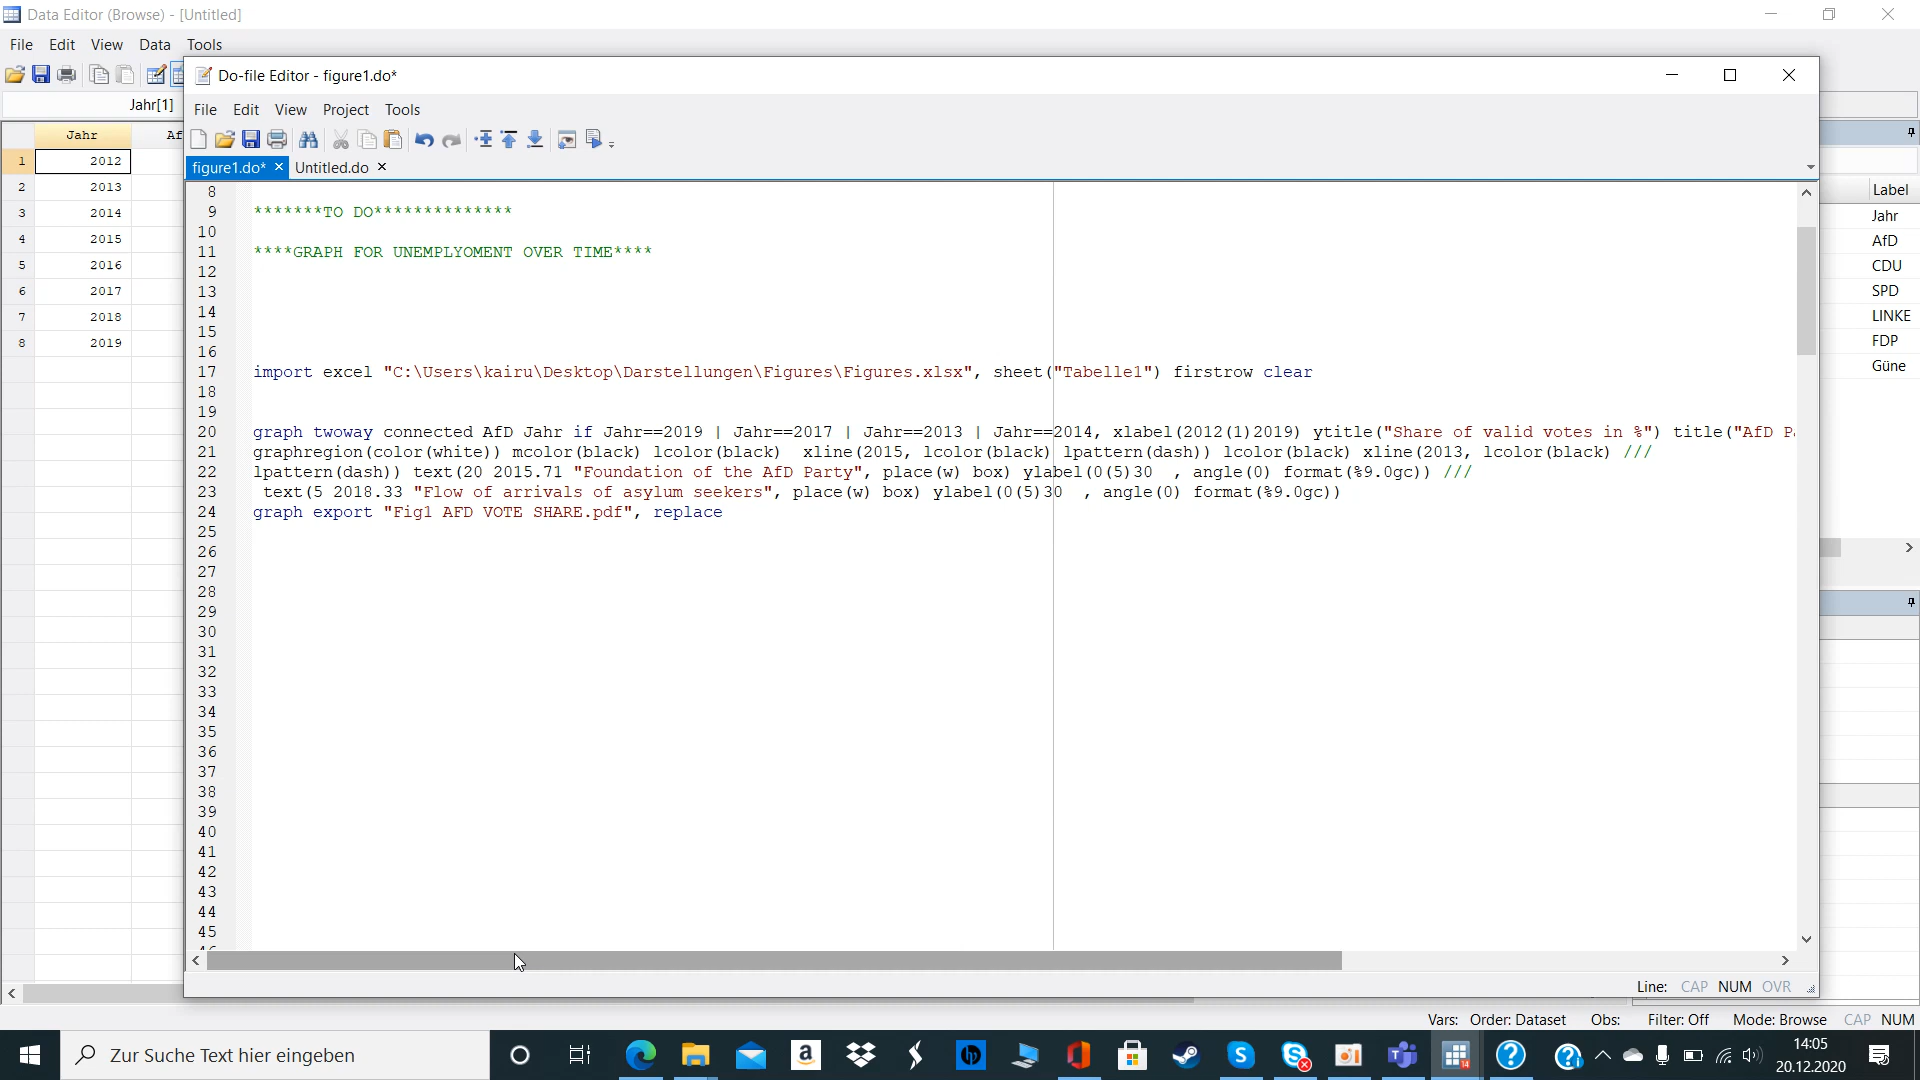 Data Editor (Browse) - [Untitled]
File Edit View Data Tools
Jahr[1]
Jahr Af
1 2012
2 2013
3 2014
4 2015
5 2016
6 2017
7 2018
8 2019
Do-file Editor - figure1.do*
File Edit View Project Tools
figure1.do* × Untitled.do ×
8
9 *******TO DO**************
10
11 ****GRAPH FOR UNEMPLYOMENT OVER TIME****
12
13
14
15
16
17 import excel "C:\Users\kairu\Desktop\Darstellungen\Figures\Figures.xlsx", sheet("Tabelle1") firstrow clear
18
19
20 graph twoway connected AfD Jahr if Jahr==2019 | Jahr==2017 | Jahr==2013 | Jahr==2014, xlabel(2012(1)2019) ytitle("Share of valid votes in %") title("AfD P
21 graphregion(color(white)) mcolor(black) lcolor(black)  xline(2015, lcolor(black) lpattern(dash)) lcolor(black) xline(2013, lcolor(black) ///
22 lpattern(dash)) text(20 2015.71 "Foundation of the AfD Party", place(w) box) ylabel(0(5)30  , angle(0) format(%9.0gc)) ///
23  text(5 2018.33 "Flow of arrivals of asylum seekers", place(w) box) ylabel(0(5)30  , angle(0) format(%9.0gc))
24 graph export "Fig1 AFD VOTE SHARE.pdf", replace
25
26
27
28
29
30
31
32
33
34
35
36
37
38
39
40
41
42
43
44
45
Line: CAP NUM OVR
Label
Jahr
AfD
CDU
SPD
LINKE
FDP
Güne
Vars: Order: Dataset Obs: Filter: Off Mode: Browse CAP NUM
Zur Suche Text hier eingeben
14:05
20.12.2020